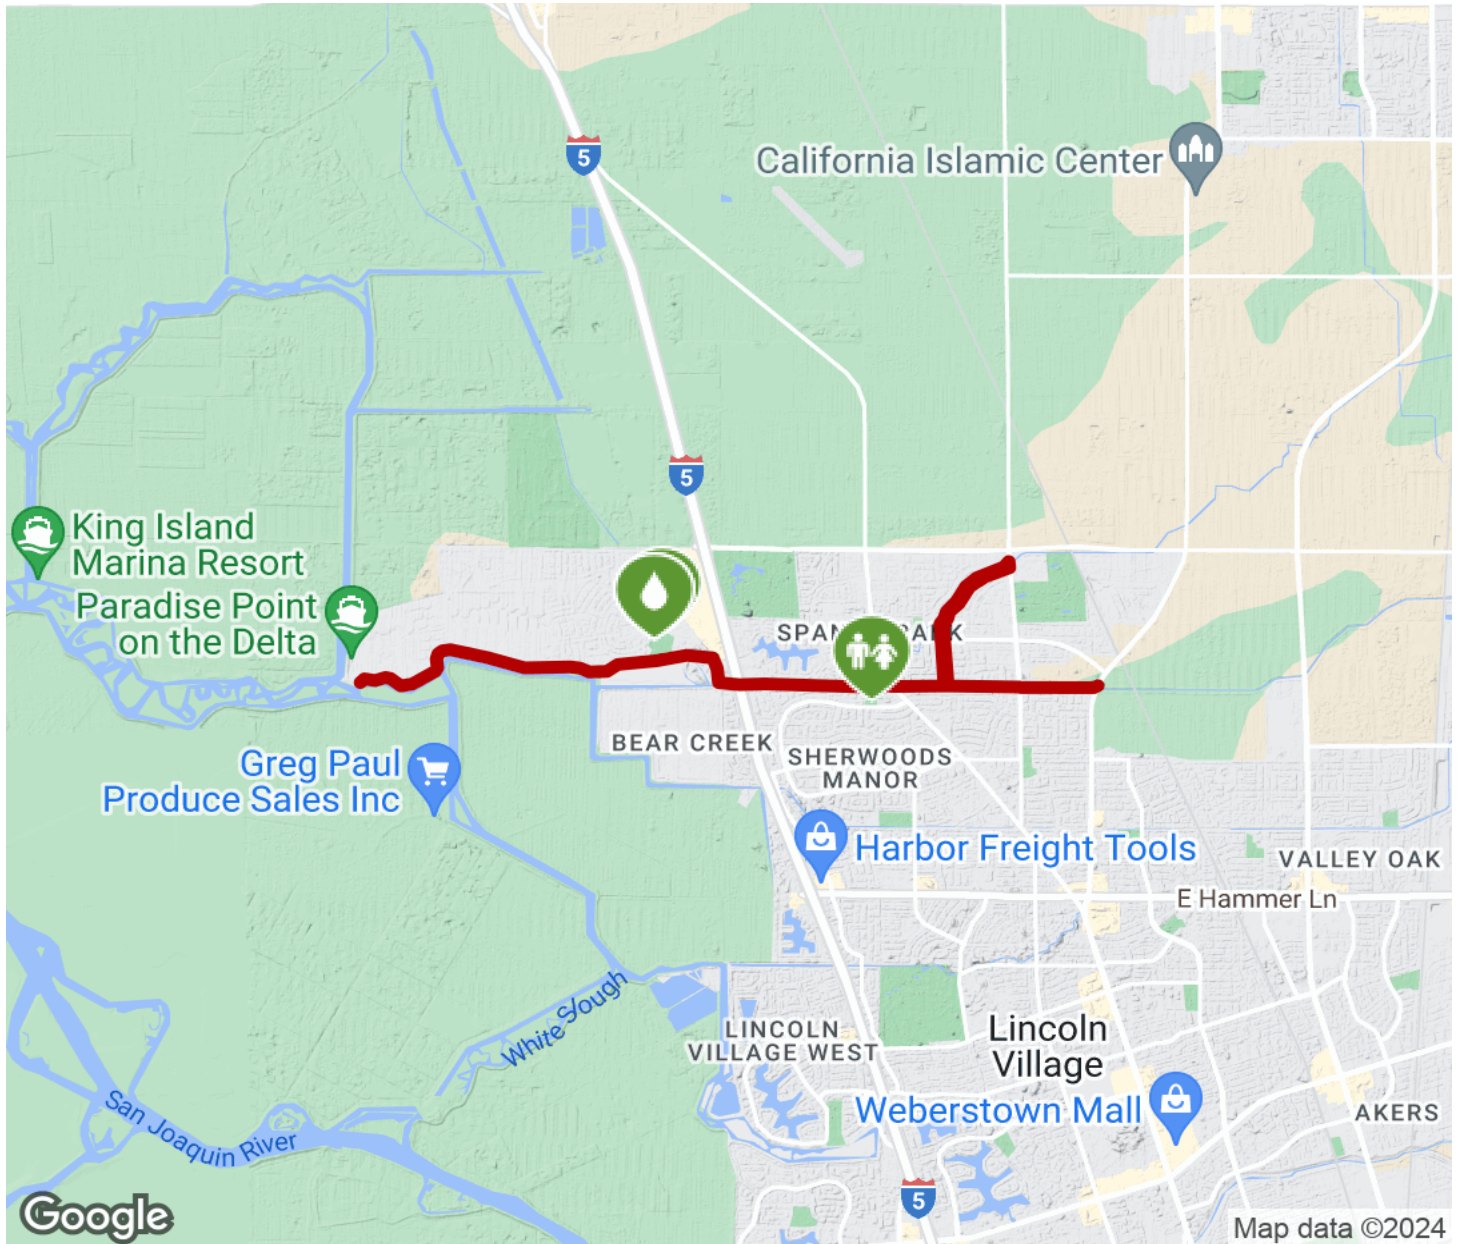 5
California Islamic Center
5
King Island
Marina Resort
Paradise Point
on the Delta
BEAR CREEK
SHERWOODS
MANOR
Greg Paul
Produce Sales Inc
Harbor Freight Tools
VALLEY OAK
E Hammer Ln
White Slough
LINCOLN
VILLAGE WEST
Lincoln
Village
Weberstown Mall
AKERS
San Joaquin River
5
Google
Map data ©2024